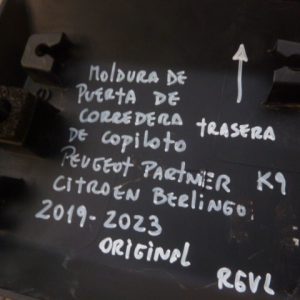 MOLDURA DE
PUERTA DE
CORREDERA TRASERA
DE COPILOTO
PEUGEOT PARTNER K9
CITROEN BERLINGO
2019-2023
ORIGINAL
RGVL